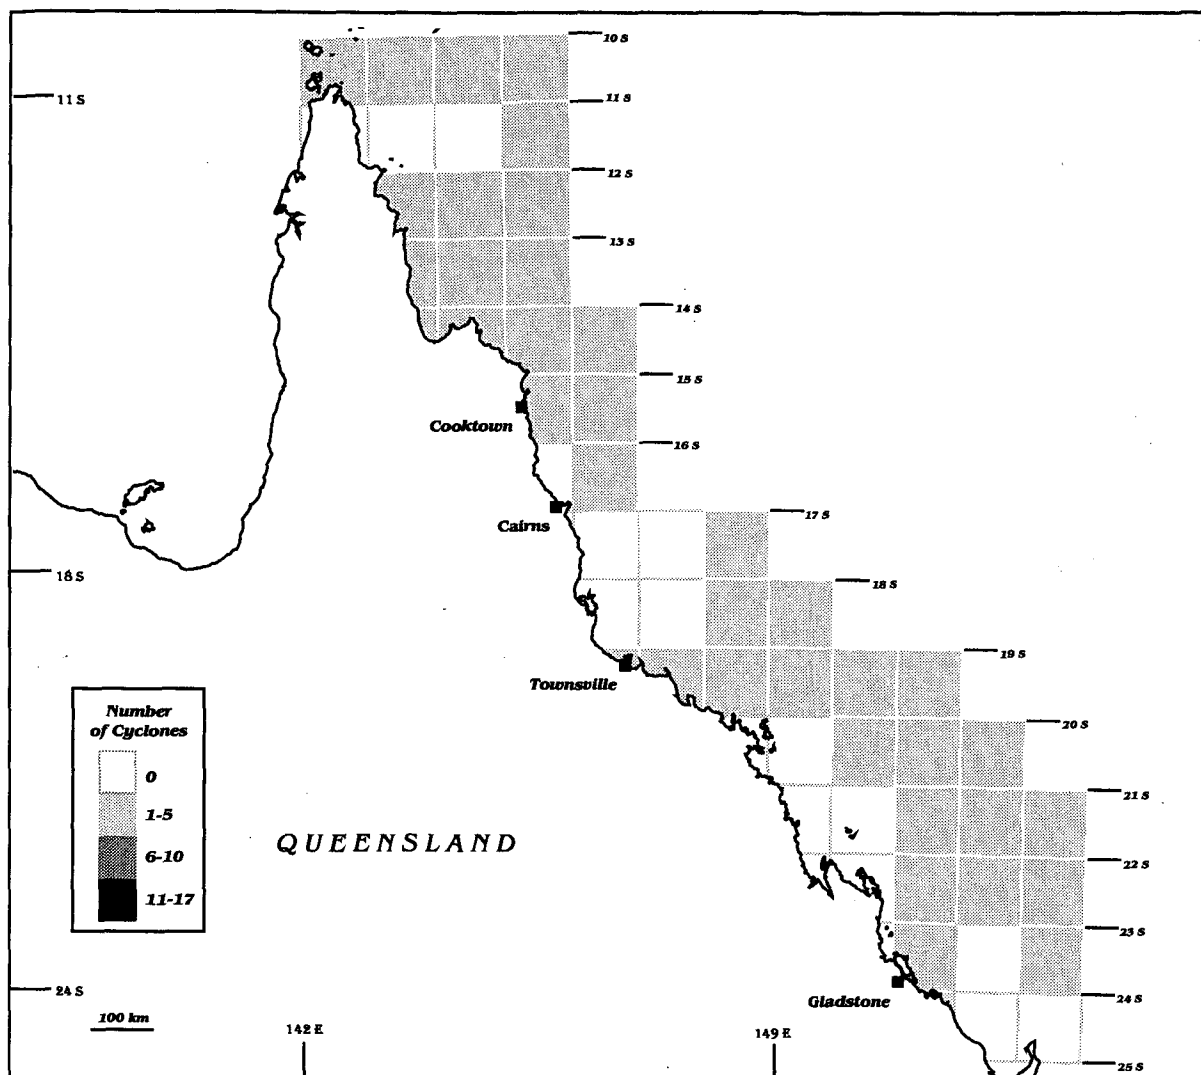 10 S
11 S
11 S
12 S
13 S
14 S
15 S
Cooktown
16 S
Cairns
17 S
18 S
18 S
19 S
Townsville
Number
of Cyclones
0
1-5
6-10
11-17
20 S
21 S
QUEENSLAND
22 S
23 S
24 S
Gladstone
24 S
100 km
142 E
149 E
25 S